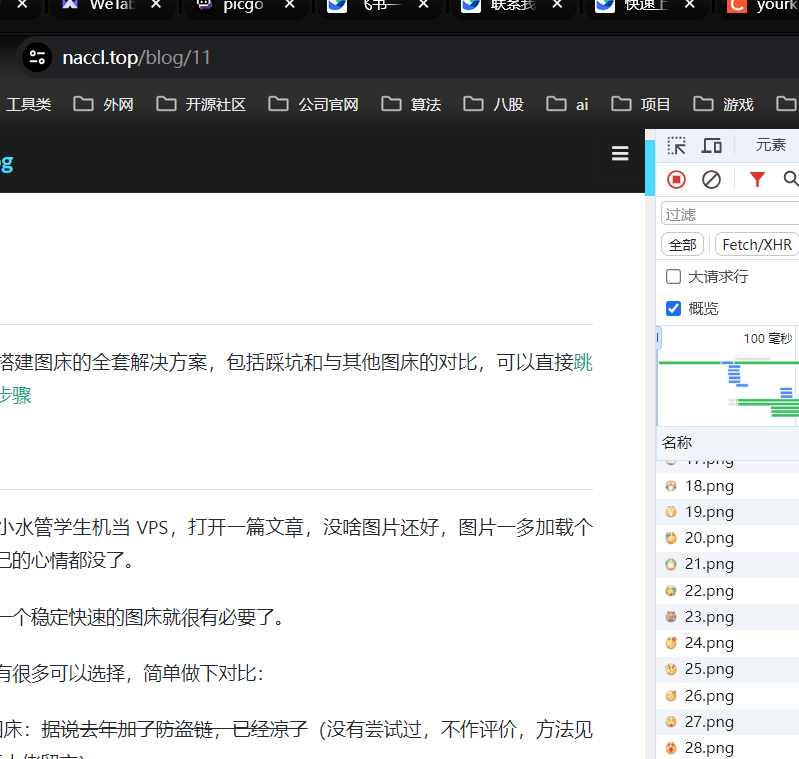 WeTab
picgo
飞书一
联系我
快速上
yourk
naccl.top/blog/11
工具类
外网
开源社区
公司官网
算法
八股
ai
项目
游戏
og
元素
过滤
全部
Fetch/XHR
大请求行
概览
100 毫秒
名称
17.png
18.png
19.png
20.png
21.png
22.png
23.png
24.png
25.png
26.png
27.png
28.png
搭建图床的全套解决方案，包括踩坑和与其他图床的对比，可以直接跳
步骤
小水管学生机当 VPS，打开一篇文章，没啥图片还好，图片一多加载个
己的心情都没了。
一个稳定快速的图床就很有必要了。
有很多可以选择，简单做下对比：
图床：据说去年加了防盗链，已经凉了（没有尝试过，不作评价，方法见